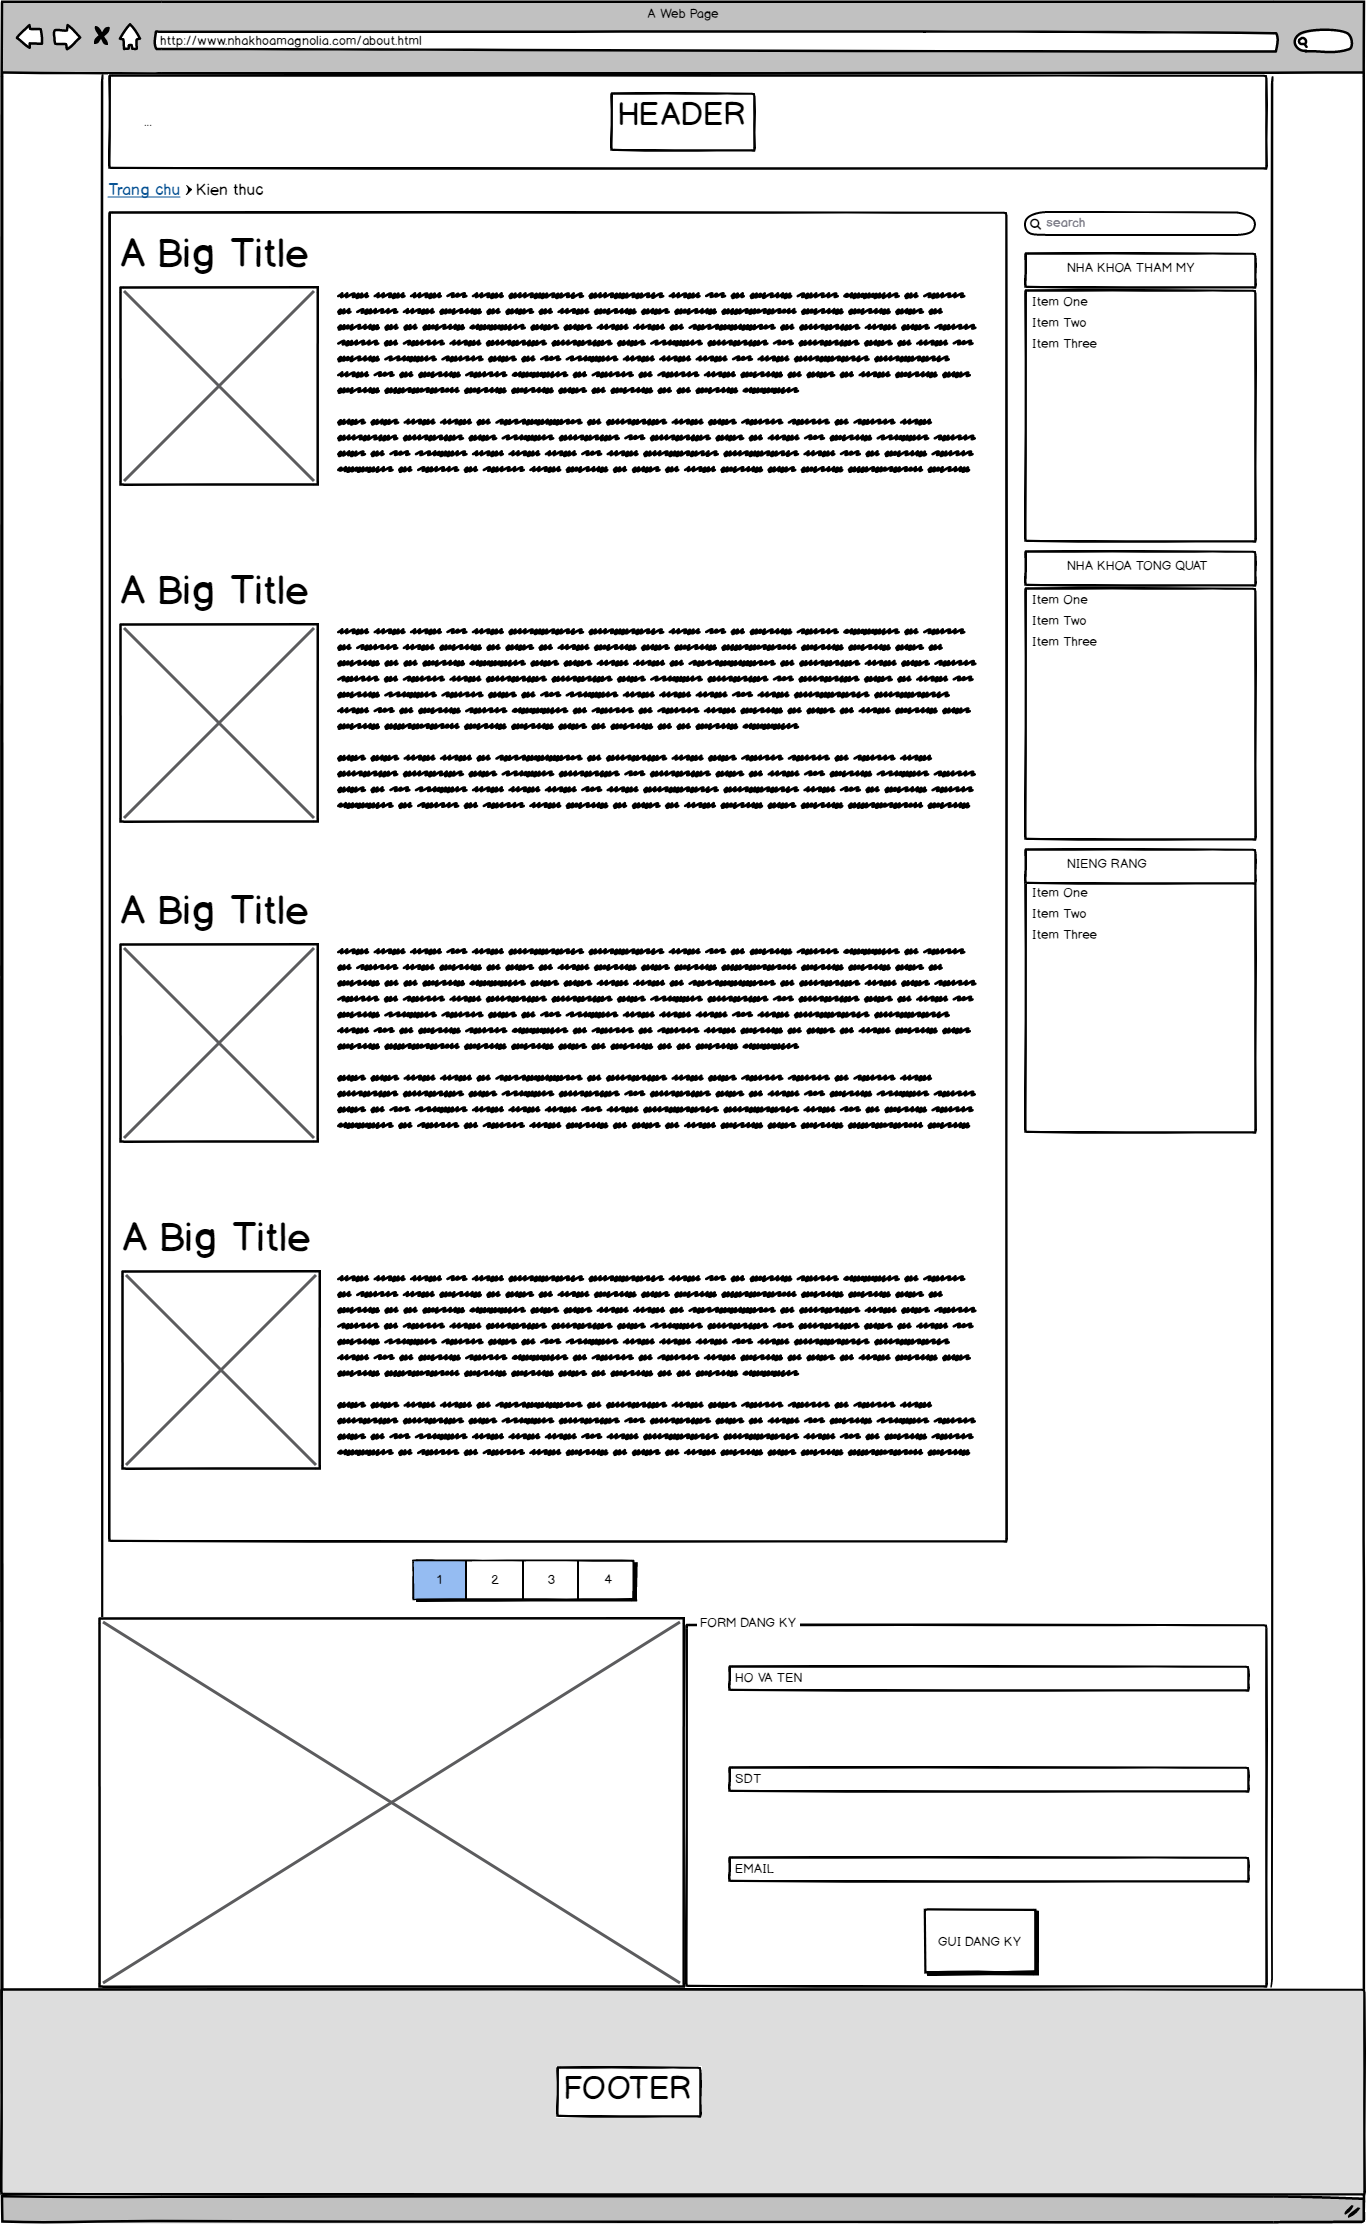 A Web Page
http://www.nhakhoamagnolia.com/about.html
...
HEADER
Trang chu > Kien thuc
A Big Title
A Big Title
A Big Title
A Big Title
1 2 3 4
search
NHA KHOA THAM MY
Item One
Item Two
Item Three
NHA KHOA TONG QUAT
Item One
Item Two
Item Three
NIENG RANG
Item One
Item Two
Item Three
FORM DANG KY
HO VA TEN
SDT
EMAIL
GUI DANG KY
FOOTER